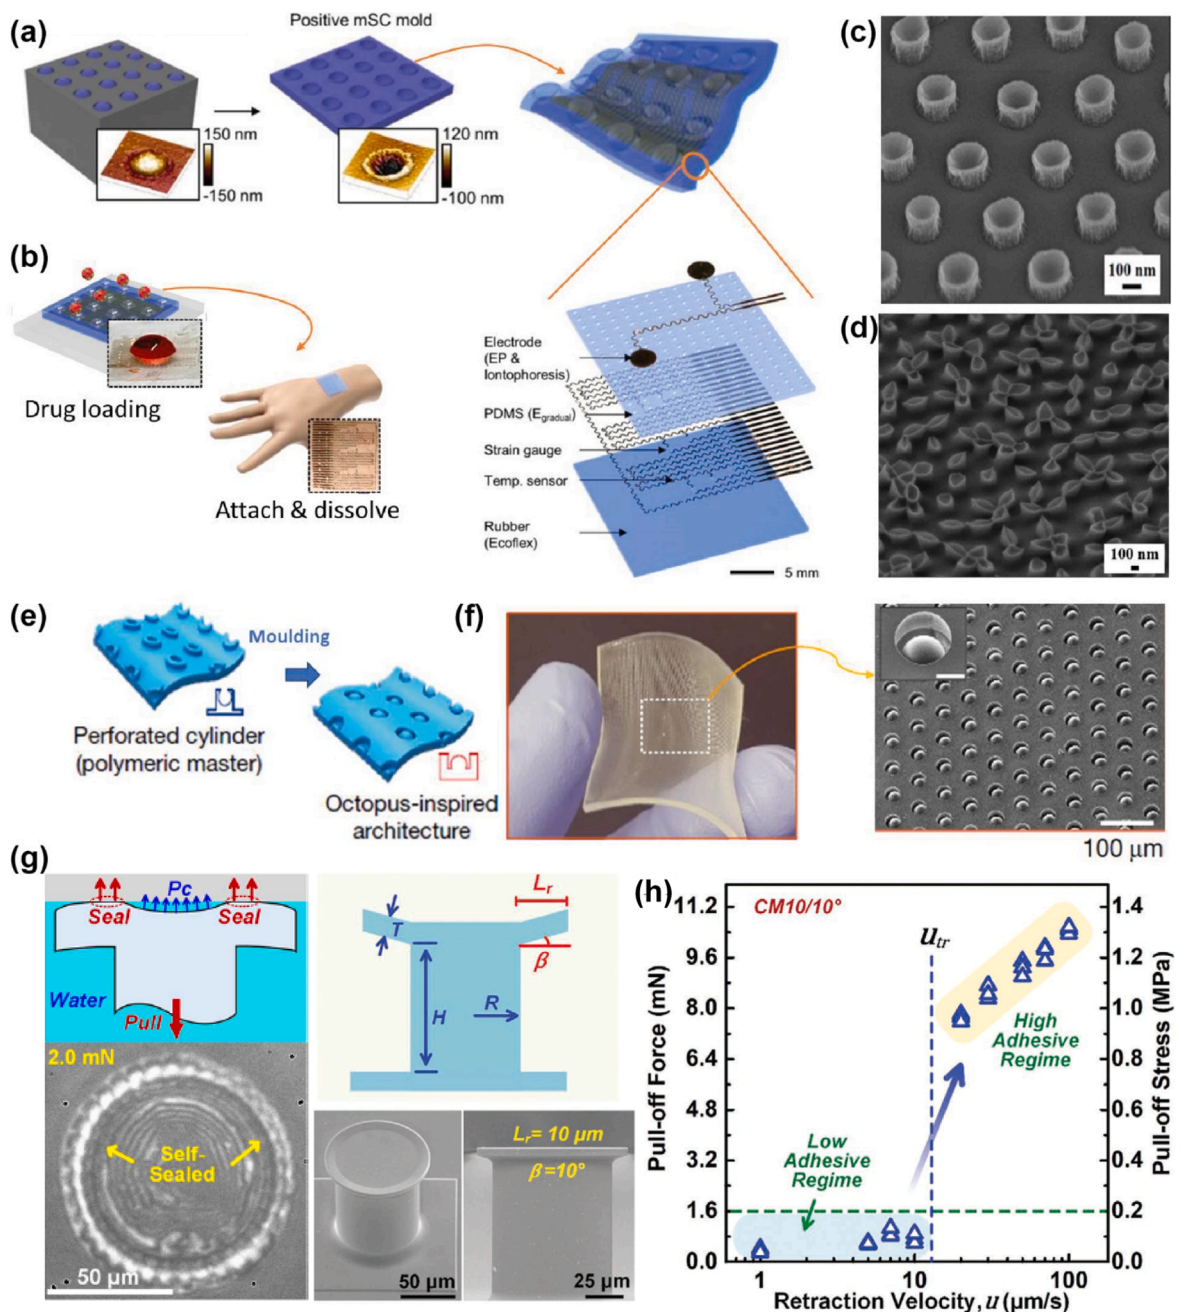 (a)
Positive mSC mold
150 nm
-150 nm
120 nm
-100 nm
(b)
Drug loading
Attach & dissolve
Electrode
(EP &
Iontophoresis)
PDMS (Egradual)
Strain gauge
Temp. sensor
Rubber
(Ecoflex)
5 mm
(c)
100 nm
(d)
100 nm
(e)
Moulding
Perforated cylinder
(polymeric master)
Octopus-inspired
architecture
(f)
100 μm
(g)
Pc
Seal
Seal
Water
Pull
2.0 mN
Self-
Sealed
50 μm
Lr
T
β
H
R
50 μm
Lr= 10 μm
β=10°
25 μm
(h)
CM10/10°
utr
High
Adhesive
Regime
Low
Adhesive
Regime
Pull-off Force (mN)
11.2
9.6
8.0
6.4
4.8
3.2
1.6
0.0
Pull-off Stress (MPa)
1.4
1.2
1.0
0.8
0.6
0.4
0.2
0.0
1
10
100
Retraction Velocity, u (μm/s)